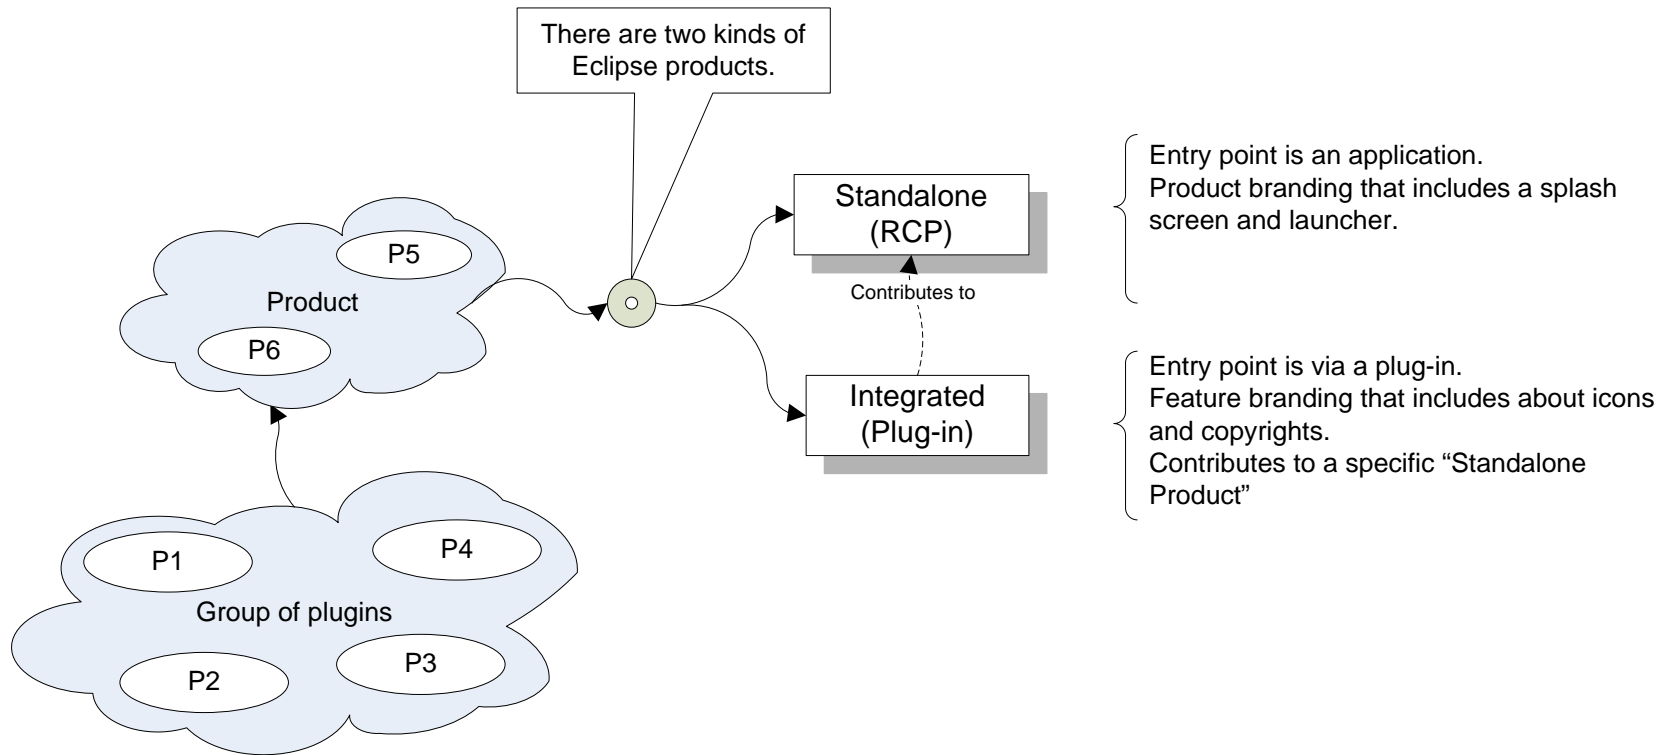 There are two kinds of
Eclipse products.
Standalone
(RCP)
Entry point is an application.
Product branding that includes a splash
screen and launcher.
P5
Product
P6
Contributes to
Integrated
(Plug-in)
Entry point is via a plug-in.
Feature branding that includes about icons
and copyrights.
Contributes to a specific “Standalone
Product”
P1
P4
Group of plugins
P2
P3